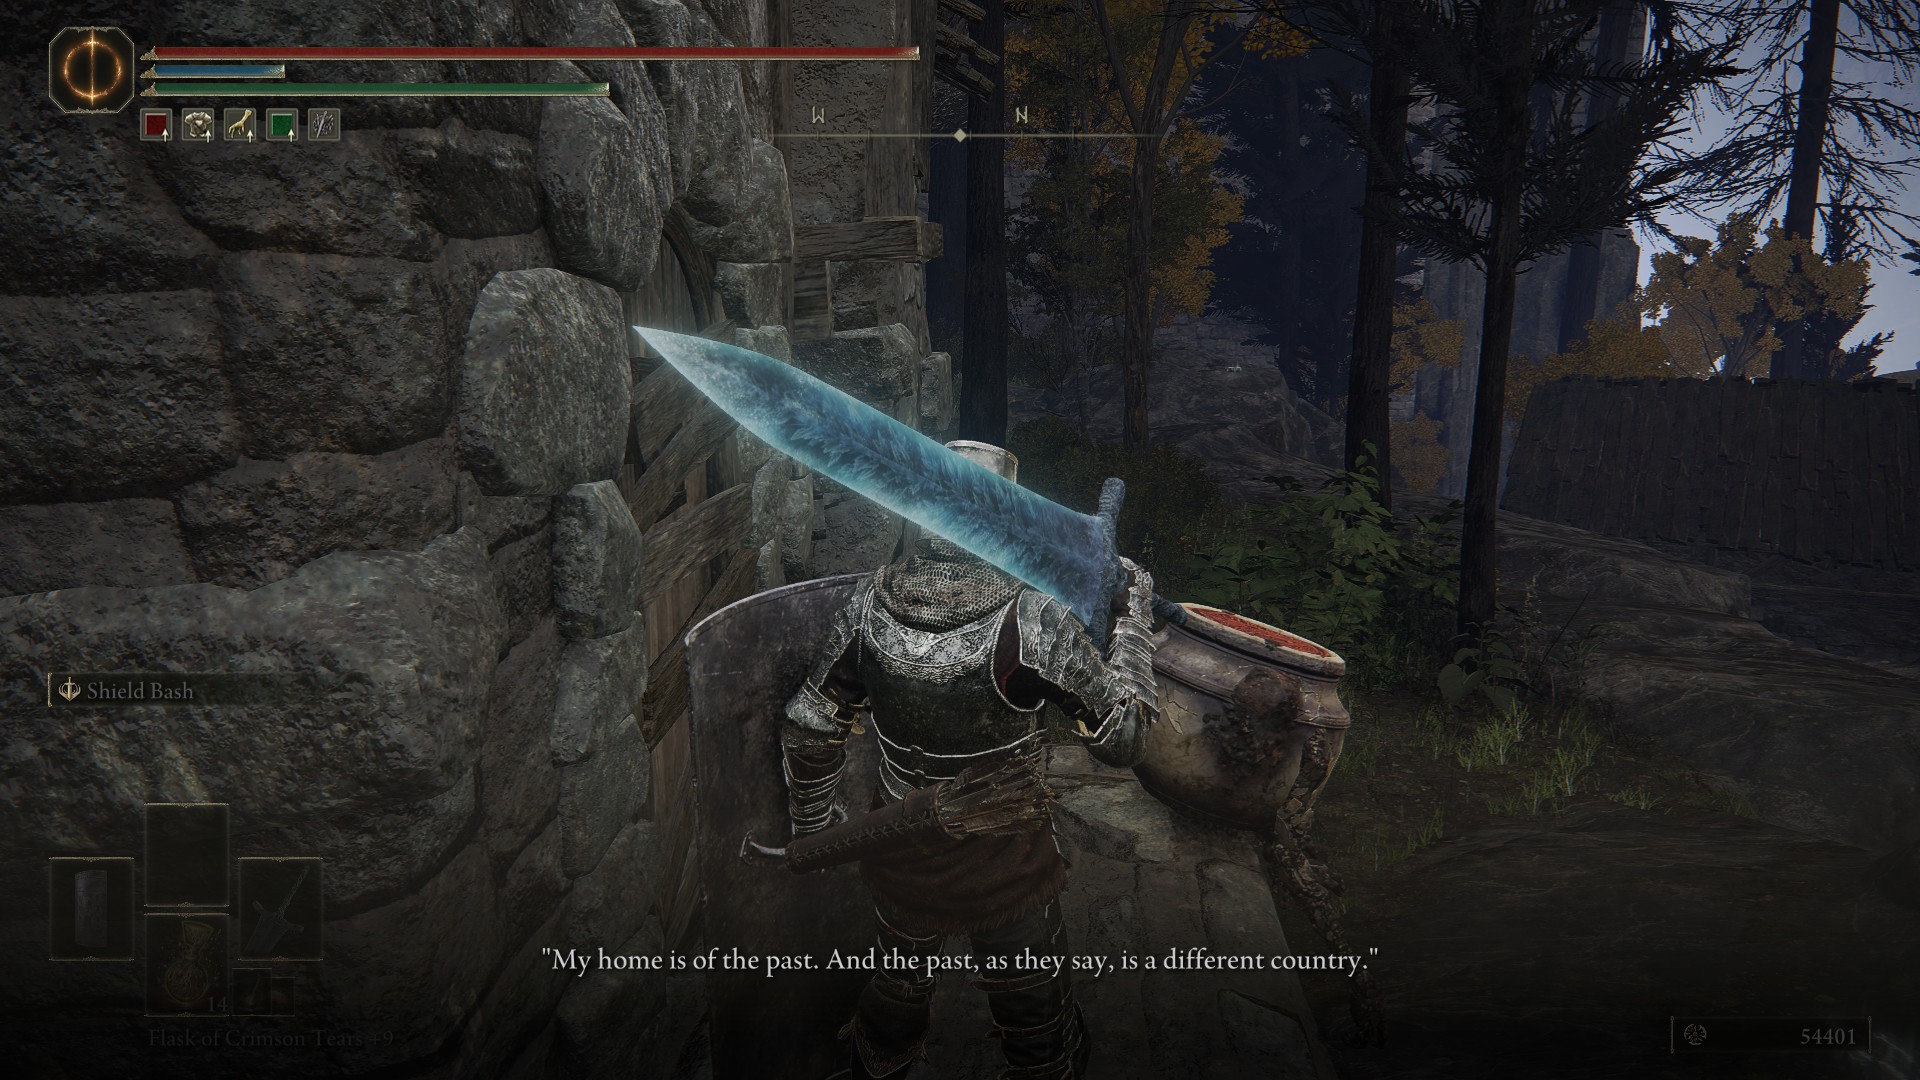 W
N
Shield Bash
"My home is of the past. And the past, as they say, is a different country."
14
Flask of Crimson Tears +9
54401